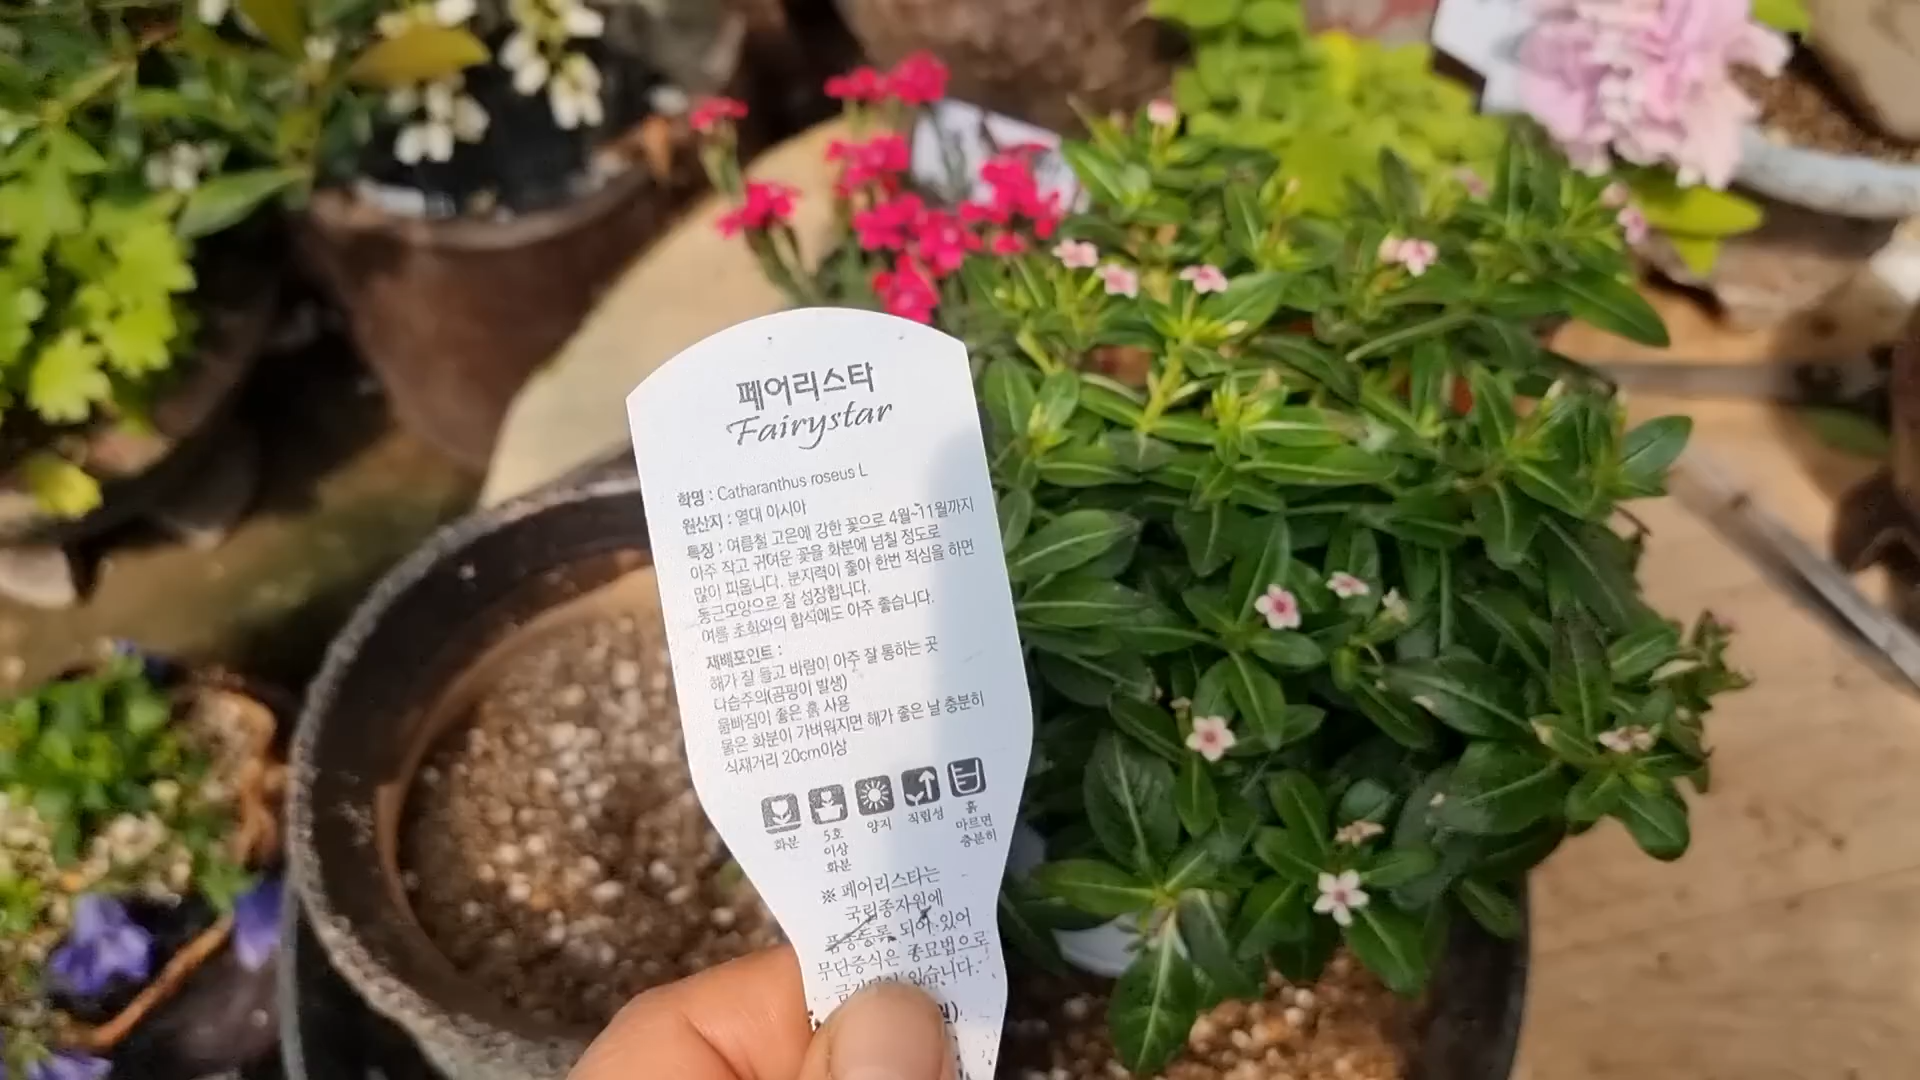 페어리스타
Fairystar
학명 : Catharanthus roseus L
원산지 : 열대 아시아
특징 : 여름철 고온에 강한 꽃으로 4월~11월까지
아주 작고 귀여운 꽃을 화분에 넘칠 정도로
많이 피웁니다. 분지력이 좋아 한번 적심을 하면
둥근모양으로 잘 성장합니다.
여름 초화와의 합식에도 아주 좋습니다.
재배포인트 :
해가 잘 들고 바람이 아주 잘 통하는 곳
다습주의(곰팡이 발생)
물빠짐이 좋은 흙 사용
물은 화분이 가벼워지면 해가 좋은 날 충분히
식재거리 20cm이상
화분
5호
이상
화분
양지
직립성
흙
마르면
충분히
※ 페어리스타는
국립종자원에
품종등록 되어 있어
무단증식은 종묘법으로
있습니다.